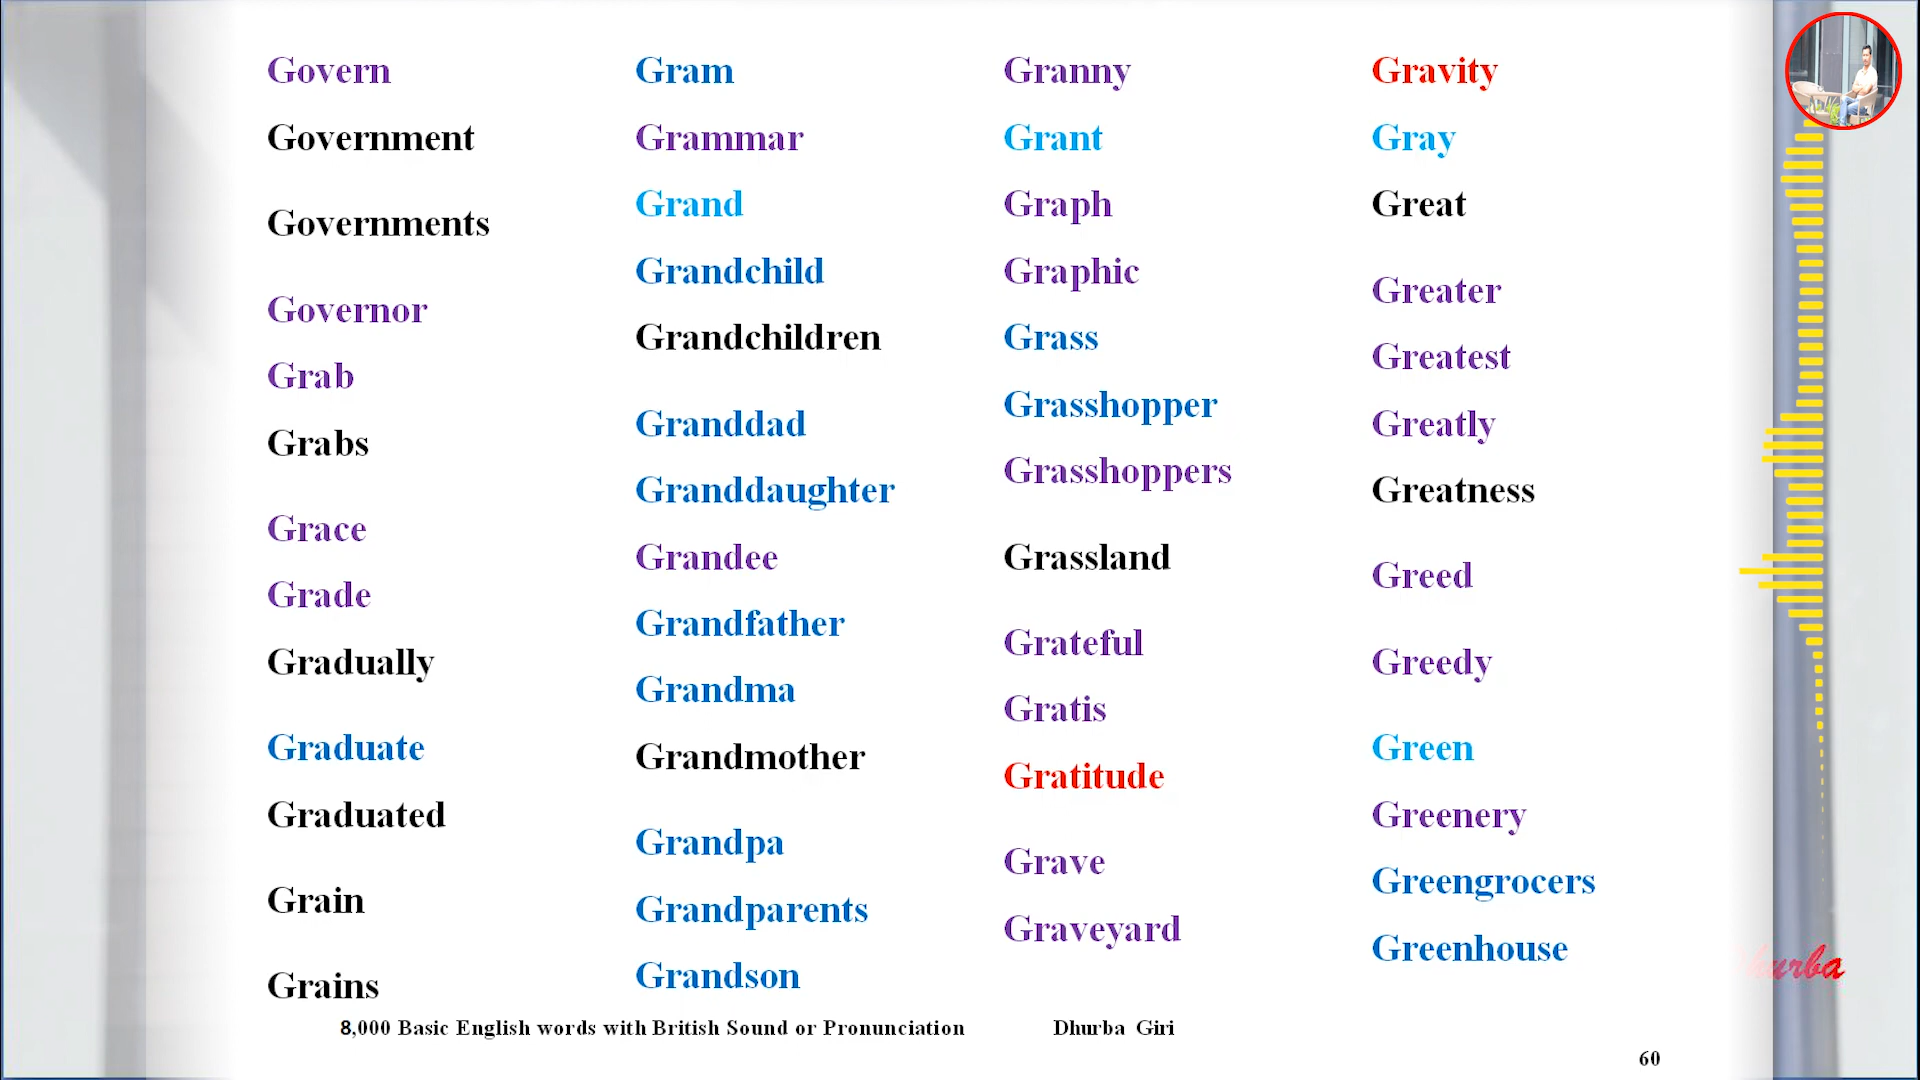 Govern
Government
Governments
Governor
Grab
Grabs
Grace
Grade
Gradually
Graduate
Graduated
Grain
Grains
Gram
Grammar
Grand
Grandchild
Grandchildren
Granddad
Granddaughter
Grandee
Grandfather
Grandma
Grandmother
Grandpa
Grandparents
Grandson
Granny
Grant
Graph
Graphic
Grass
Grasshopper
Grasshoppers
Grassland
Grateful
Gratis
Gratitude
Grave
Graveyard
Gravity
Gray
Great
Greater
Greatest
Greatly
Greatness
Greed
Greedy
Green
Greenery
Greengrocers
Greenhouse
8,000 Basic English words with British Sound or Pronunciation Dhurba Giri
60